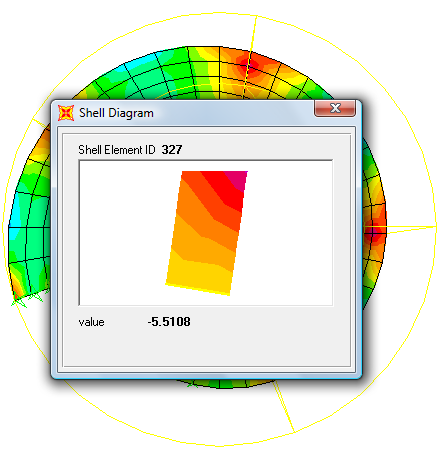 Shell Diagram
Shell Element ID 327
value -5.5108